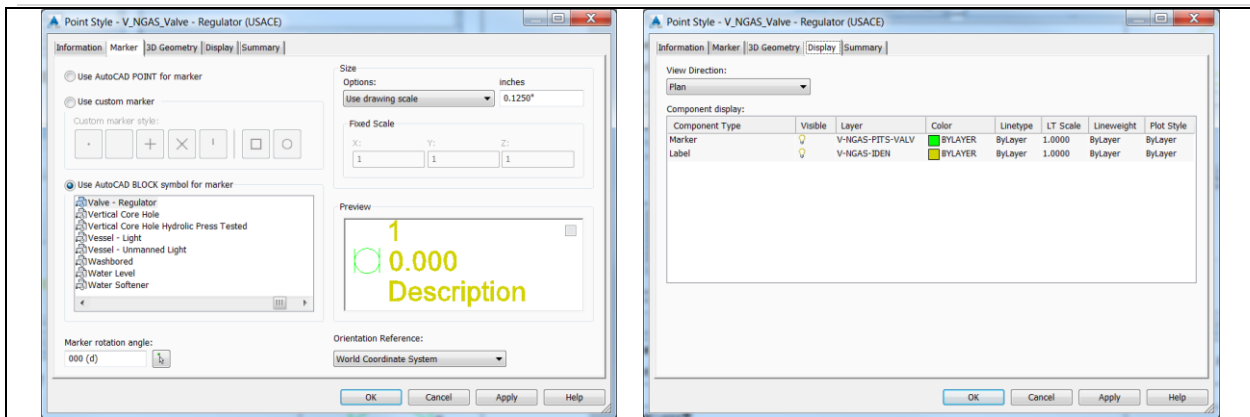 Point Style - V_NGAS_Valve - Regulator (USACE)
Information Marker 3D Geometry Display Summary
Use AutoCAD POINT for marker
Use custom marker
Custom marker style:
Use AutoCAD BLOCK symbol for marker
Valve - Regulator
Vertical Core Hole
Vertical Core Hole Hydrolic Press Tested
Vessel - Light
Vessel - Unmanned Light
Washbored
Water Level
Water Softener
Marker rotation angle:
000 (d)
Size
Options: inches
Use drawing scale 0.1250"
Fixed Scale
X: Y: Z:
1 1 1
Preview
1
0.000
Description
Orientation Reference:
World Coordinate System
OK Cancel Apply Help
Point Style - V_NGAS_Valve - Regulator (USACE)
Information Marker 3D Geometry Display Summary
View Direction:
Plan
Component display:
Component Type Visible Layer Color Linetype LT Scale Lineweight Plot Style
Marker V-NGAS-PITS-VALV BYLAYER ByLayer 1.0000 ByLayer ByLayer
Label V-NGAS-IDEN BYLAYER ByLayer 1.0000 ByLayer ByLayer
OK Cancel Apply Help